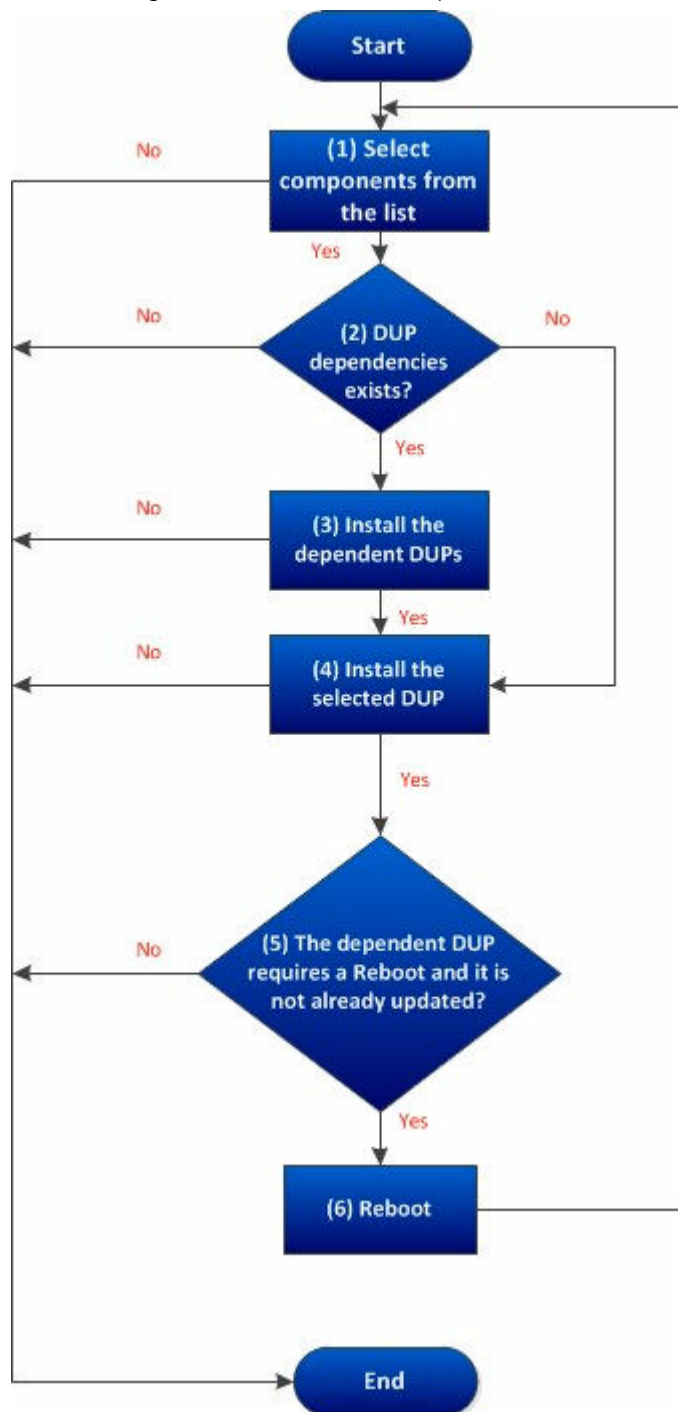 Start
No
(1) Select
components from
the list
Yes
No
(2) DUP
dependencies
exists?
No
Yes
No
(3) Install the
dependent DUPs
Yes
No
(4) Install the
selected DUP
Yes
No
(5) The dependent DUP
requires a Reboot and it is
not already updated?
Yes
(6) Reboot
End